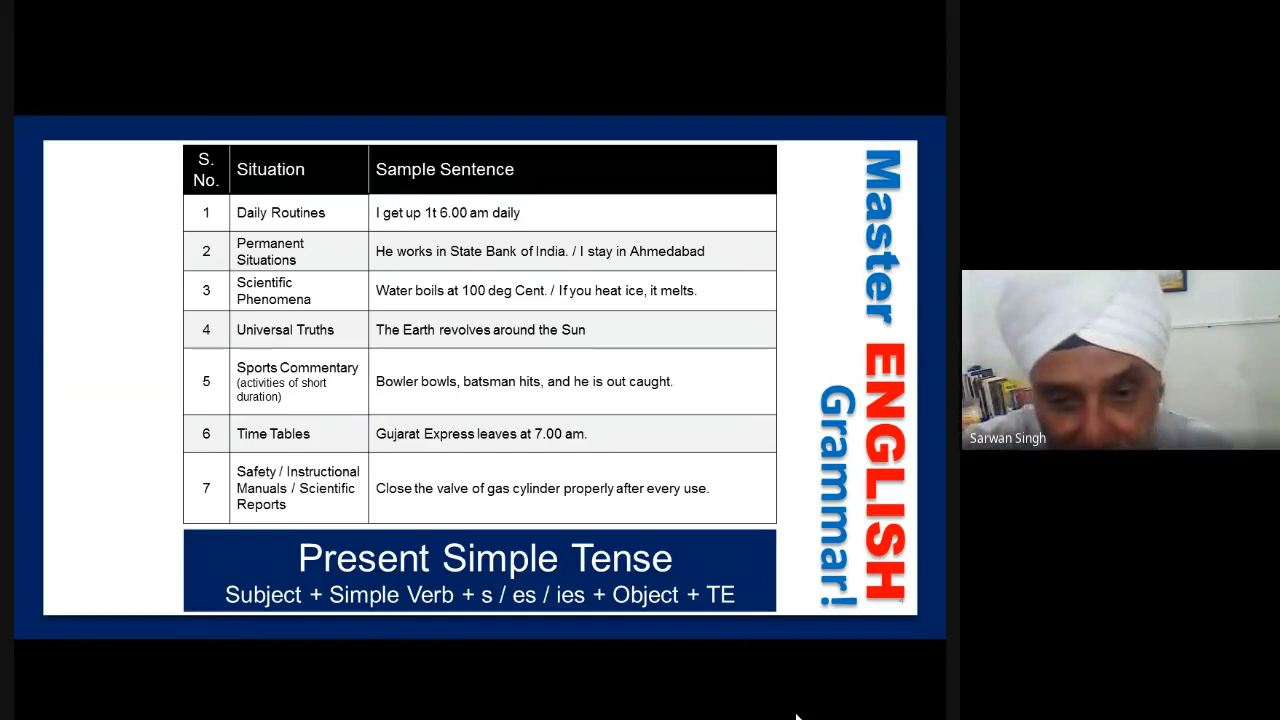 S.
No.
Situation
Sample Sentence
1
Daily Routines
I get up 1t 6.00 am daily
2
Permanent
Situations
He works in State Bank of India. / I stay in Ahmedabad
3
Scientific
Phenomena
Water boils at 100 deg Cent. / If you heat ice, it melts.
4
Universal Truths
The Earth revolves around the Sun
5
Sports Commentary
(activities of short
duration)
Bowler bowls, batsman hits, and he is out caught.
6
Time Tables
Gujarat Express leaves at 7.00 am.
7
Safety / Instructional
Manuals / Scientific
Reports
Close the valve of gas cylinder properly after every use.
Present Simple Tense
Subject + Simple Verb + s / es / ies + Object + TE
Master ENGLISH
Grammar!
4
Sarwan Singh